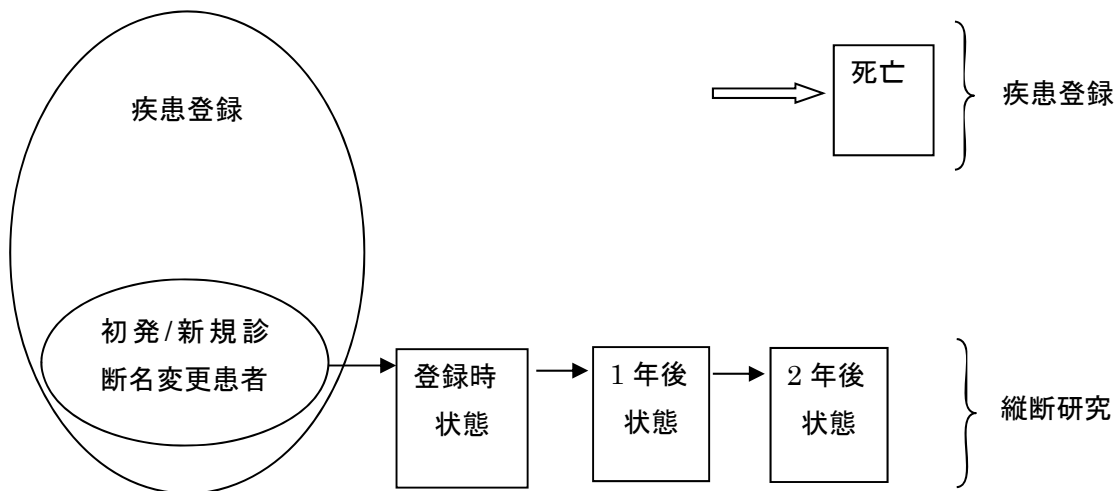 疾患登録
死亡
疾患登録
初発/新規診
断名変更患者
登録時
状態
1年後
状態
2年後
状態
縦断研究